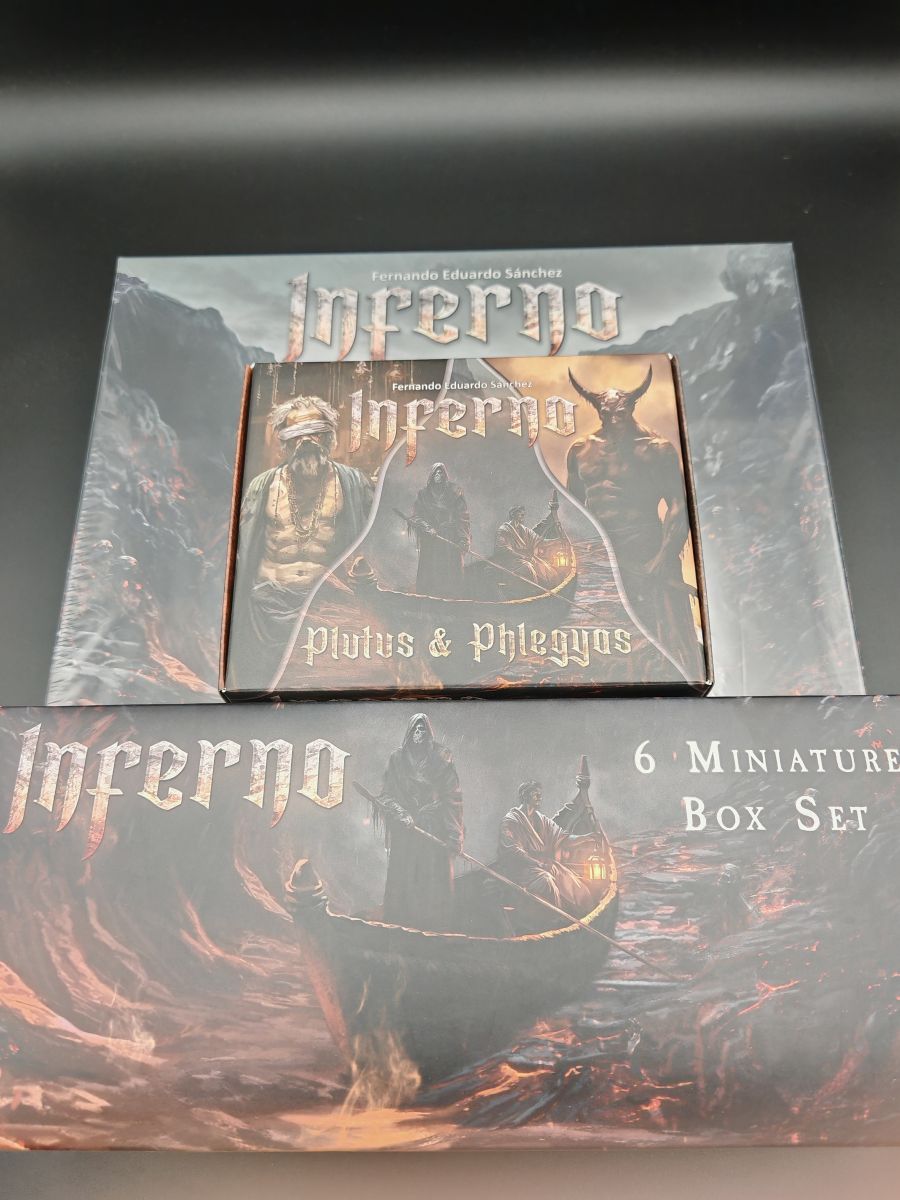 Fernando Eduardo Sánchez
Inferno
Fernando Eduardo Sánchez
Inferno
Plutus & Phlegyas
Inferno
6 Miniature
Box Set